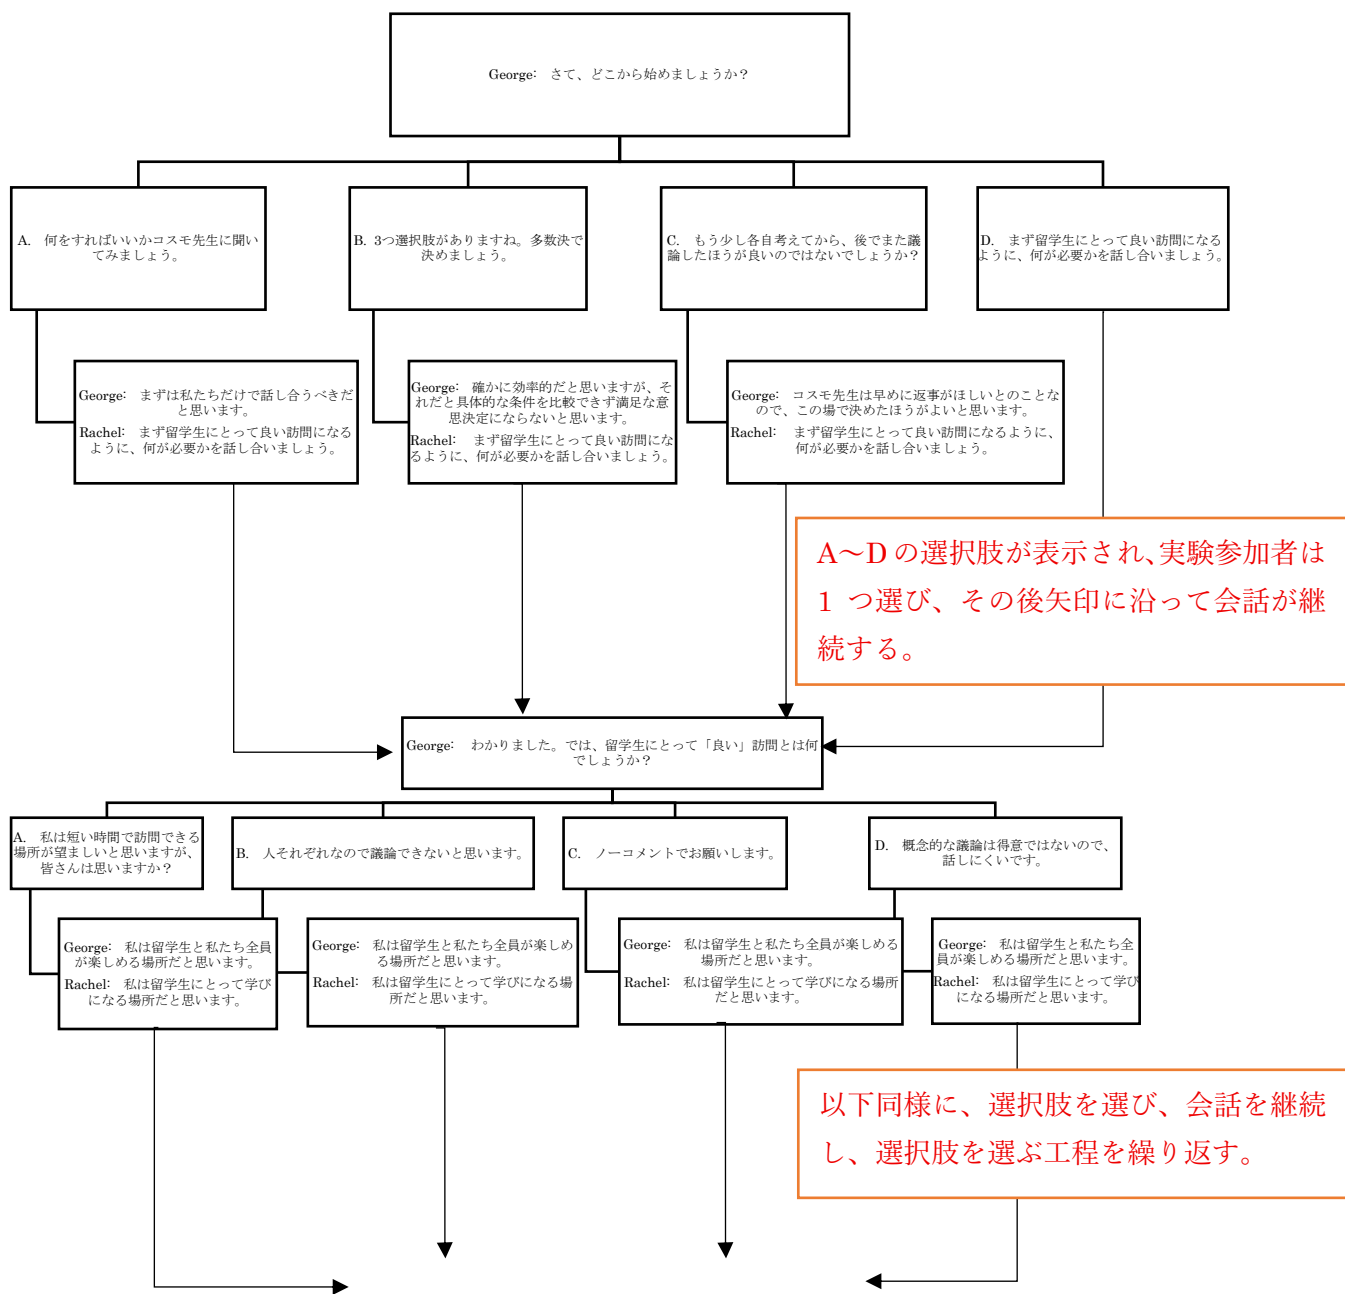 George:　さて、どこから始めましょうか？
A.　何をすればいいかコスモ先生に聞い
てみましょう。
B. 3つ選択肢がありますね。多数決で
決めましょう。
C.　もう少し各自考えてから、後でまた議
論したほうが良いのではないでしょうか？
D.　まず留学生にとって良い訪問になる
ように、何が必要かを話し合いましょう。
George:　まずは私たちだけで話し合うべきだ
と思います。
Rachel:　まず留学生にとって良い訪問になる
ように、何が必要かを話し合いましょう。
George:　確かに効率的だと思いますが、そ
れだと具体的な条件を比較できず満足な意
思決定にならないと思います。
Rachel:　まず留学生にとって良い訪問にな
るように、何が必要かを話し合いましょう。
George:　コスモ先生は早めに返事がほしいとのことな
ので、この場で決めたほうがよいと思います。
Rachel:　まず留学生にとって良い訪問になるように、
何が必要かを話し合いましょう。
A～Dの選択肢が表示され、実験参加者は
1 つ選び、その後矢印に沿って会話が継
続する。
George:　わかりました。では、留学生にとって「良い」訪問とは何
でしょうか？
A.　私は短い時間で訪問できる
場所が望ましいと思いますが、
皆さんは思いますか？
B.　人それぞれなので議論できないと思います。
C.　ノーコメントでお願いします。
D.　概念的な議論は得意ではないので、
話しにくいです。
George:　私は留学生と私たち全員
が楽しめる場所だと思います。
Rachel:　私は留学生にとって学び
になる場所だと思います。
George:　私は留学生と私たち全員が楽しめ
る場所だと思います。
Rachel:　私は留学生にとって学びになる場
所だと思います。
George:　私は留学生と私たち全員が楽しめる
場所だと思います。
Rachel:　私は留学生にとって学びになる場所
だと思います。
George:　私は留学生と私たち全
員が楽しめる場所だと思います。
Rachel:　私は留学生にとって学び
になる場所だと思います。
以下同様に、選択肢を選び、会話を継続
し、選択肢を選ぶ工程を繰り返す。